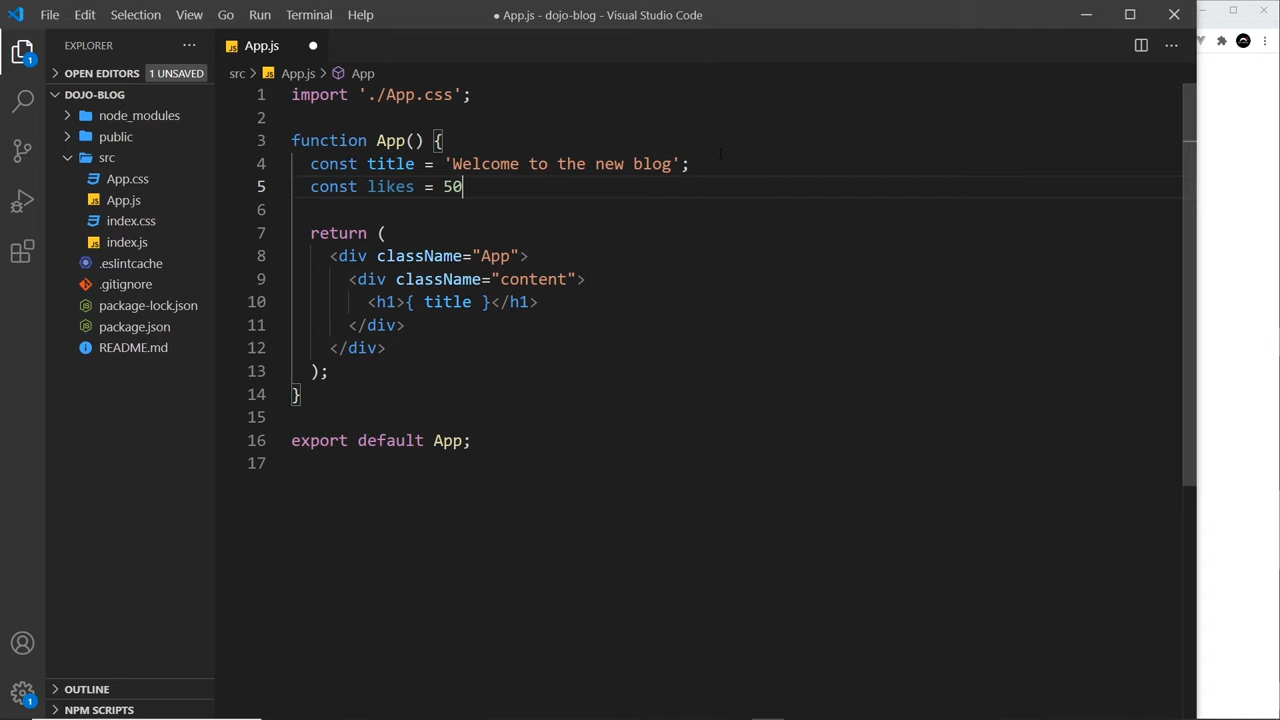 File Edit Selection View Go Run Terminal Help
● App.js - dojo-blog - Visual Studio Code
EXPLORER
OPEN EDITORS 1 UNSAVED
DOJO-BLOG
node_modules
public
src
App.css
App.js
index.css
index.js
.eslintcache
.gitignore
package-lock.json
package.json
README.md
OUTLINE
NPM SCRIPTS
1
1
JS App.js
src > JS App.js > App
1 import './App.css';
2
3 function App() {
4 const title = 'Welcome to the new blog';
5 const likes = 50
6
7 return (
8 <div className="App">
9 <div className="content">
10 <h1>{ title }</h1>
11 </div>
12 </div>
13 );
14 }
15
16 export default App;
17